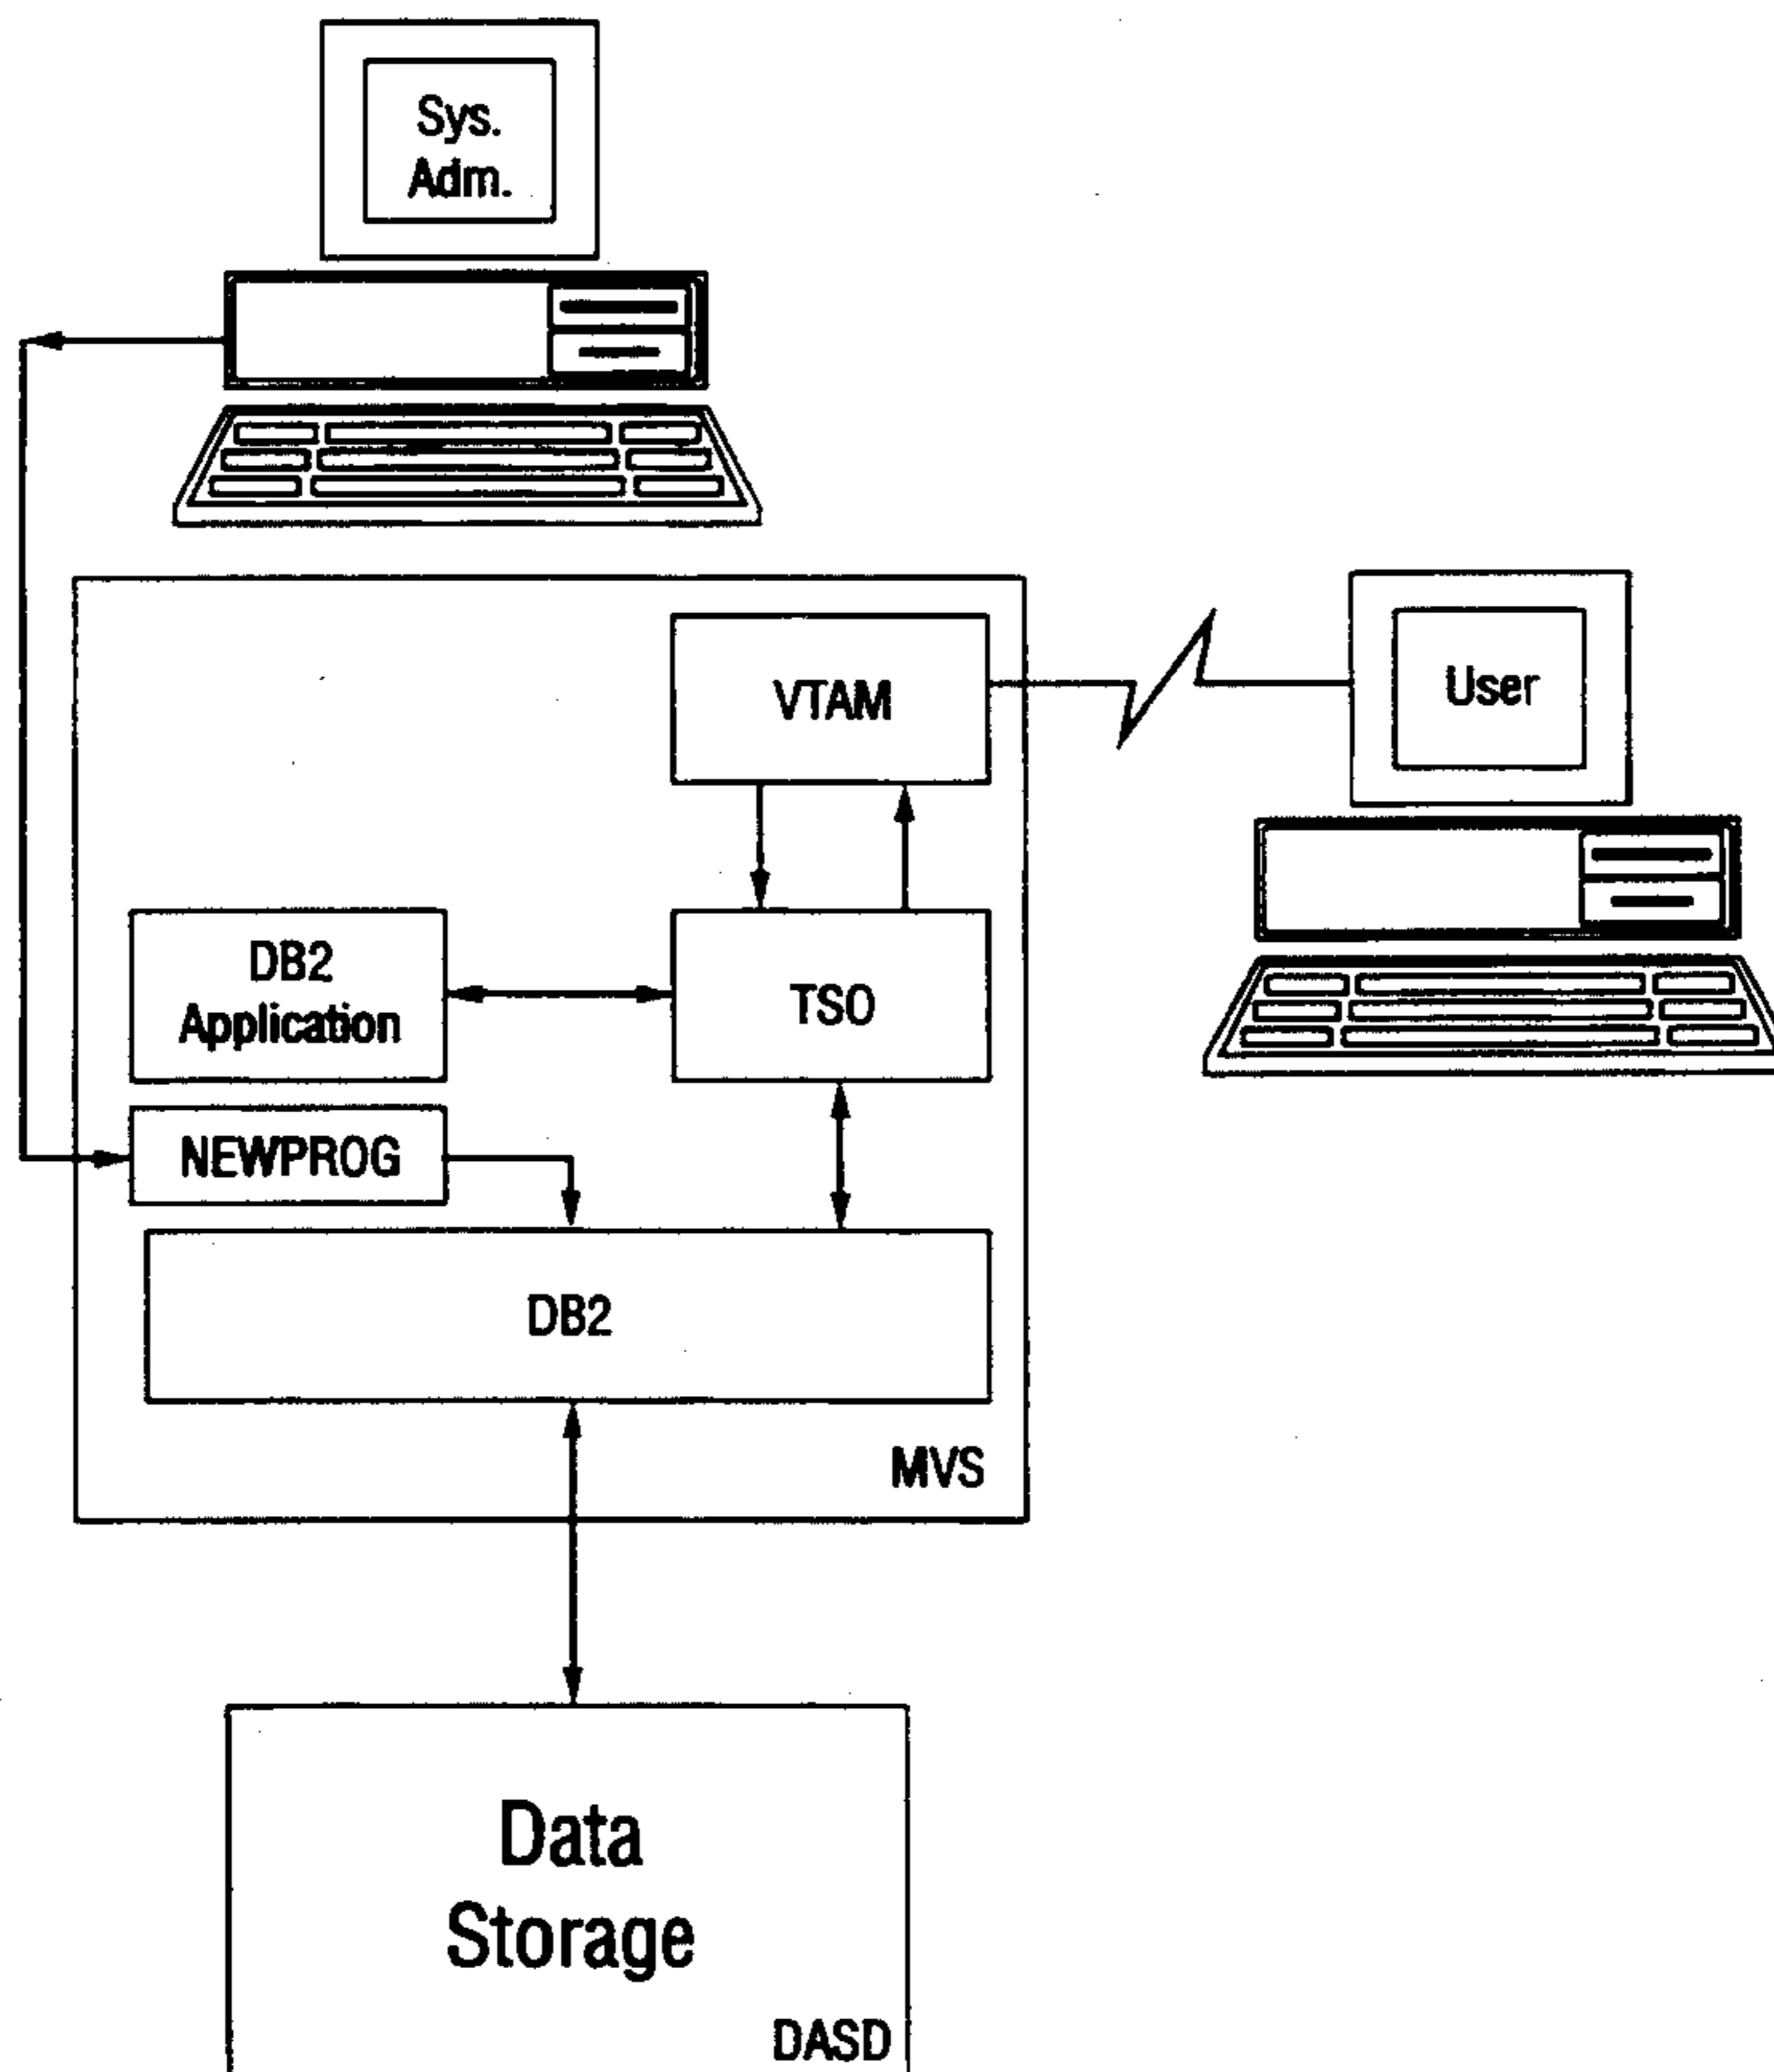 Sys.
Adm.
VTAM
User
DB2
Application
TSO
NEWPROG
DB2
MVS
Data
Storage
DASD